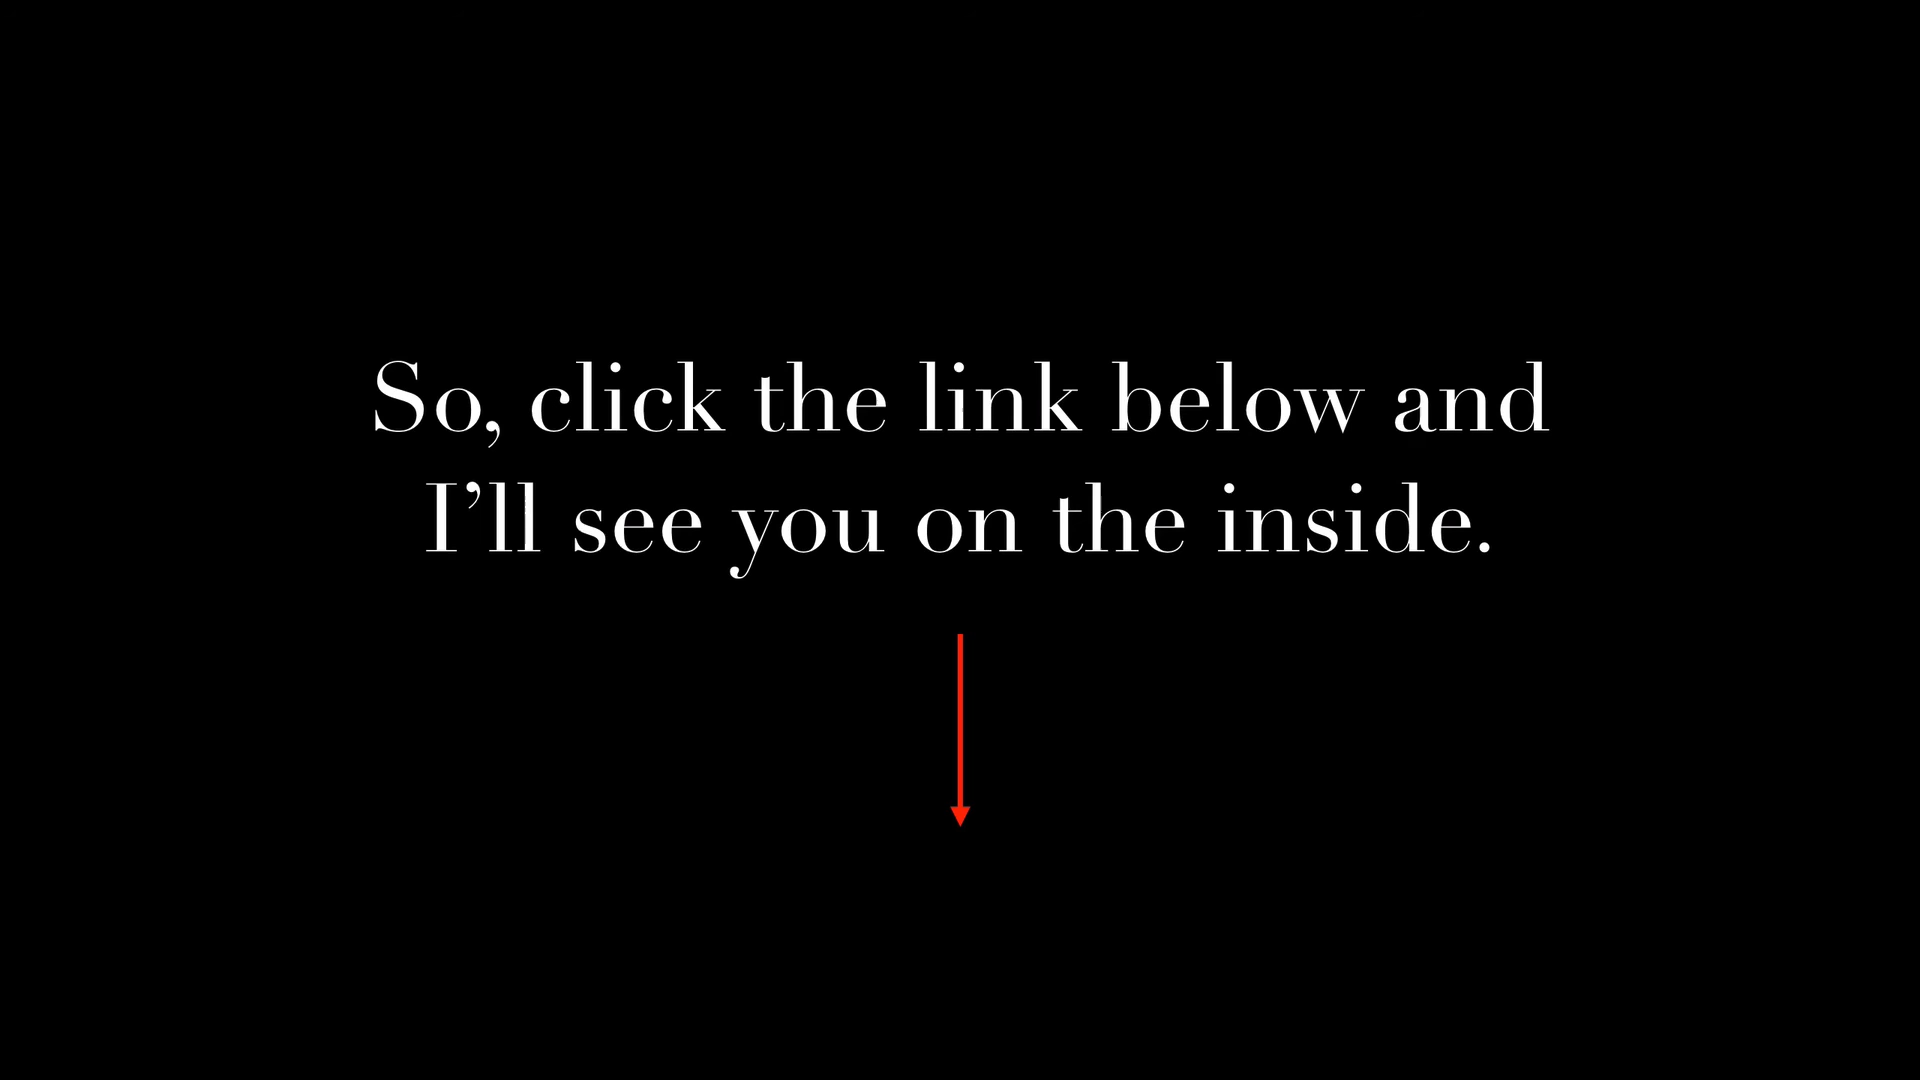 So, click the link below and
I’ll see you on the inside.